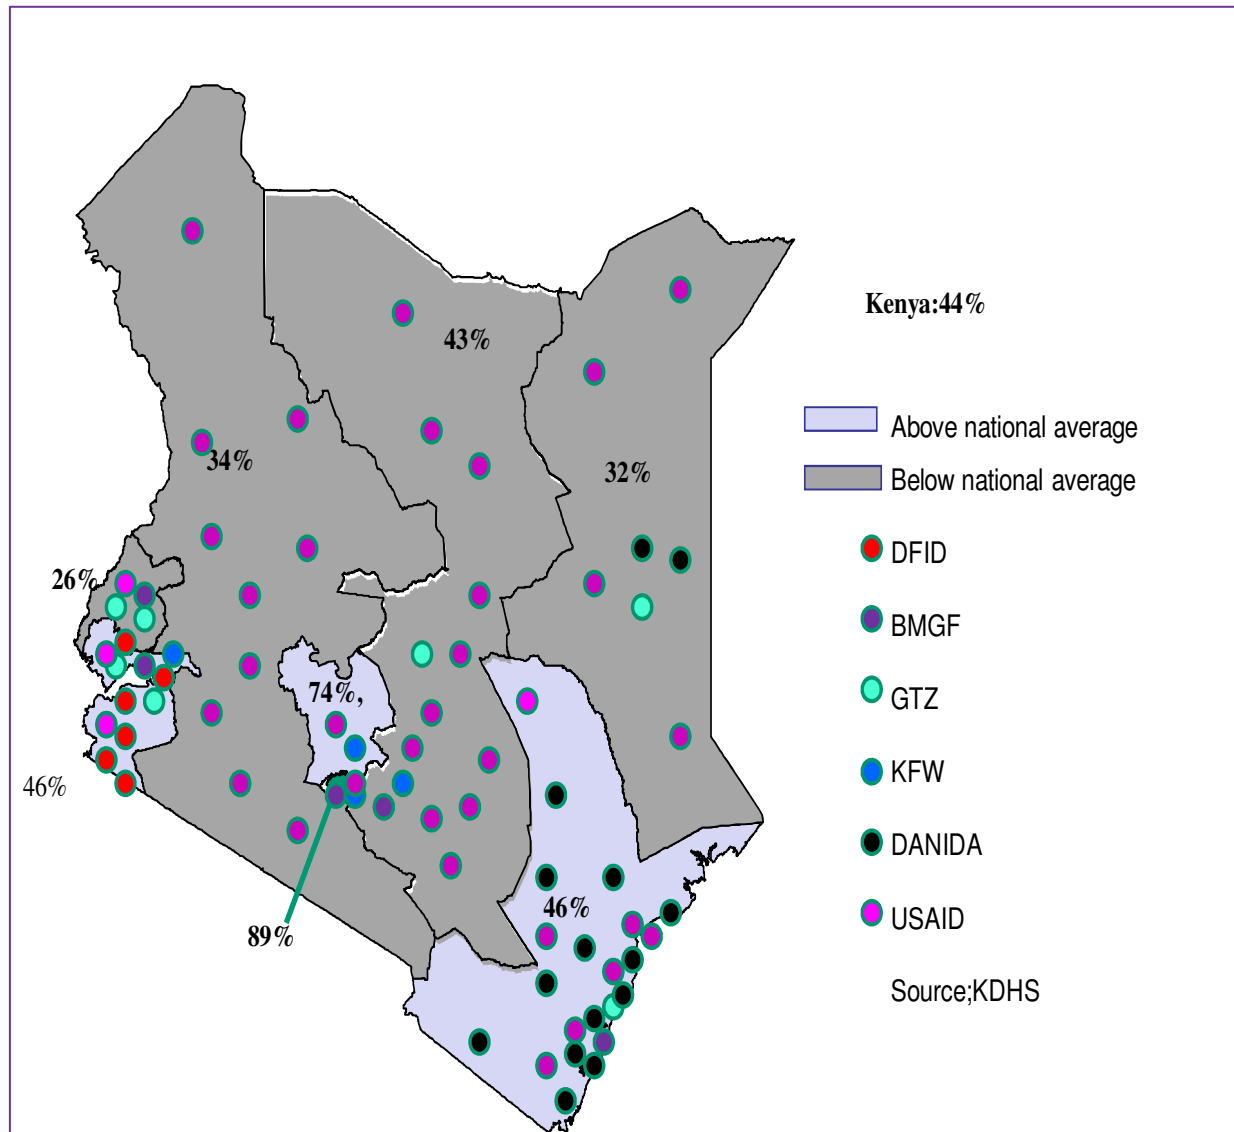 Kenya:44%
43%
Above national average
34%
32%
Below national average
DFID
26%
BMGF
GTZ
74%,
KFW
46%
DANIDA
46%
USAID
89%
Source;KDHS